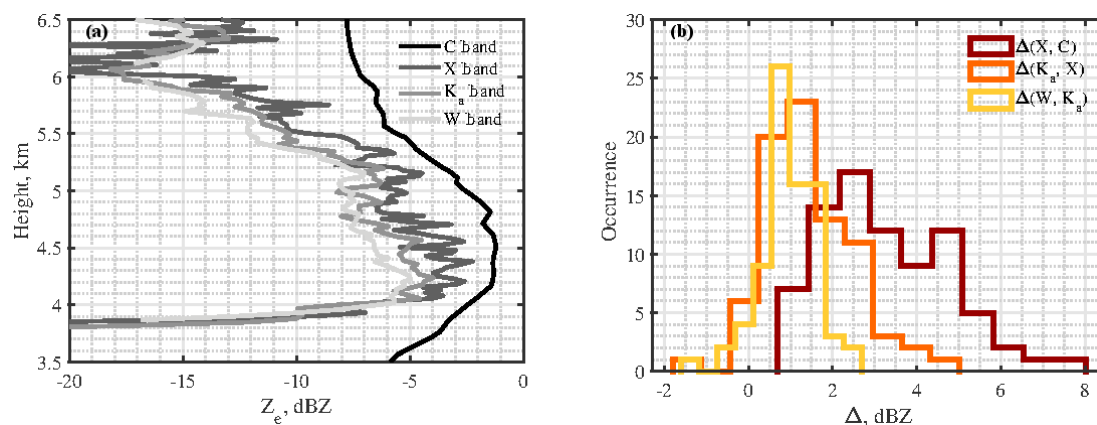 (a)
6.5
6
5.5
5
4.5
4
3.5
Height, km
C band
X band
Ka band
W band
-20
-15
-10
-5
0
Ze, dBZ
(b)
30
25
20
15
10
5
0
Occurrence
Δ(X, C)
Δ(Ka, X)
Δ(W, Ka)
-2
0
2
4
6
8
Δ, dBZ